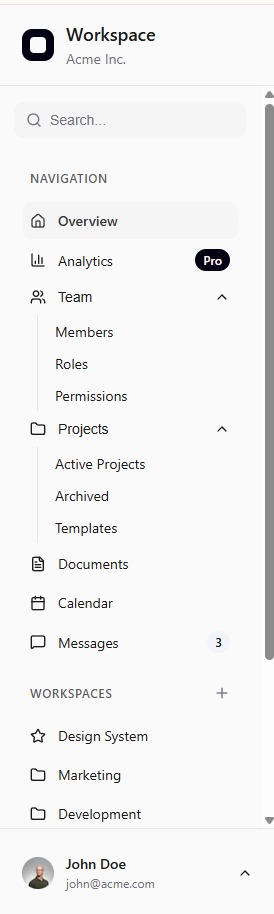 Workspace
Acme Inc.
Search...
NAVIGATION
Overview
Analytics Pro
Team
Members
Roles
Permissions
Projects
Active Projects
Archived
Templates
Documents
Calendar
Messages 3
WORKSPACES
Design System
Marketing
Development
John Doe
john@acme.com